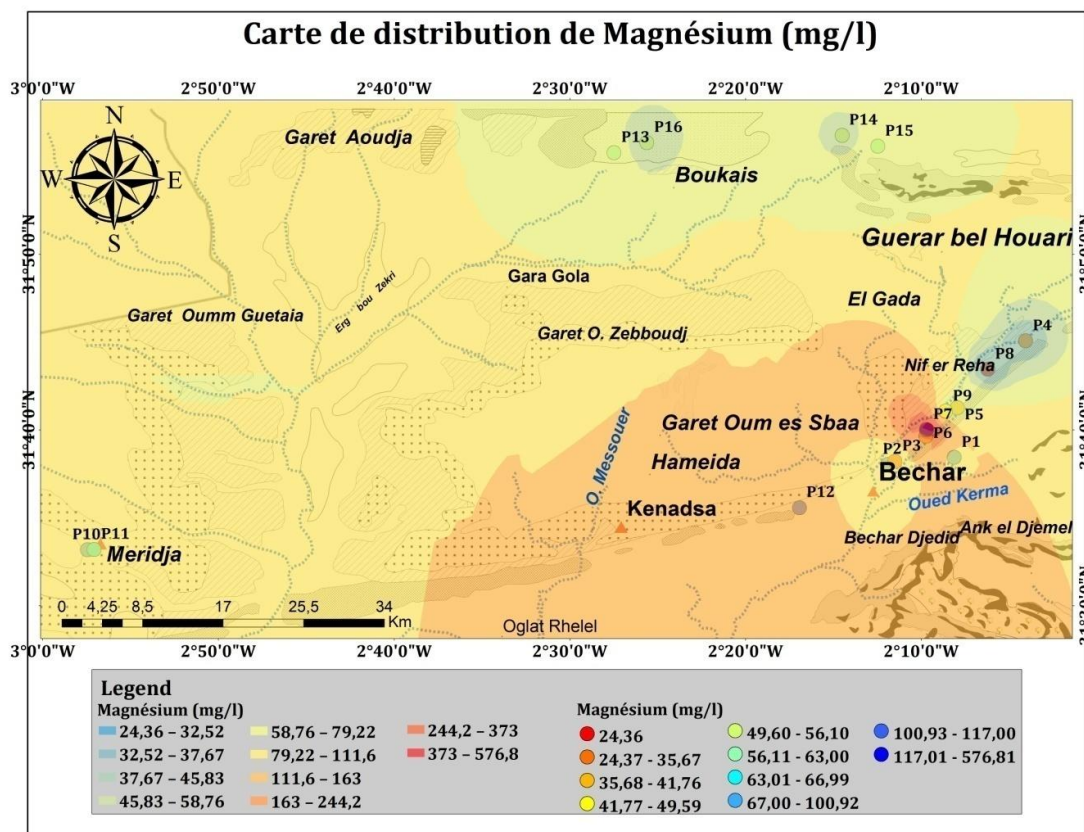 Carte de distribution de Magnésium (mg/l)
3°0'0"W 2°50'0"W 2°40'0"W 2°30'0"W 2°20'0"W 2°10'0"W
N
W E
S
Garet Aoudja
P13 P16
P14
P15
Boukais
Guerar bel Houari
31°50'0"N
Gara Gola
El Gada
Erg bou Zekri
Garet Oumm Guetaia
Garet O. Zebboudj
P4
Nif er Reha
P8
P9
P7 P5
P6
31°40'0"N
Garet Oum es Sbaa
P2 P3 P1
O. Messouer
Hameida
Bechar
Oued Kerma
P12
Kenadsa
Bechar Djedid
Ank el Djemel
P10 P11
Meridja
0 4,25 8,5 17 25,5 34
Km
Oglat Rhelel
3°0'0"W 2°50'0"W 2°40'0"W 2°30'0"W 2°20'0"W 2°10'0"W
Legend
Magnésium (mg/l)
24,36 – 32,52
32,52 – 37,67
37,67 – 45,83
45,83 – 58,76
58,76 – 79,22
79,22 – 111,6
111,6 – 163
163 – 244,2
244,2 – 373
373 – 576,8
Magnésium (mg/l)
24,36
24,37 - 35,67
35,68 - 41,76
41,77 - 49,59
49,60 - 56,10
56,11 - 63,00
63,01 - 66,99
67,00 - 100,92
100,93 - 117,00
117,01 - 576,81